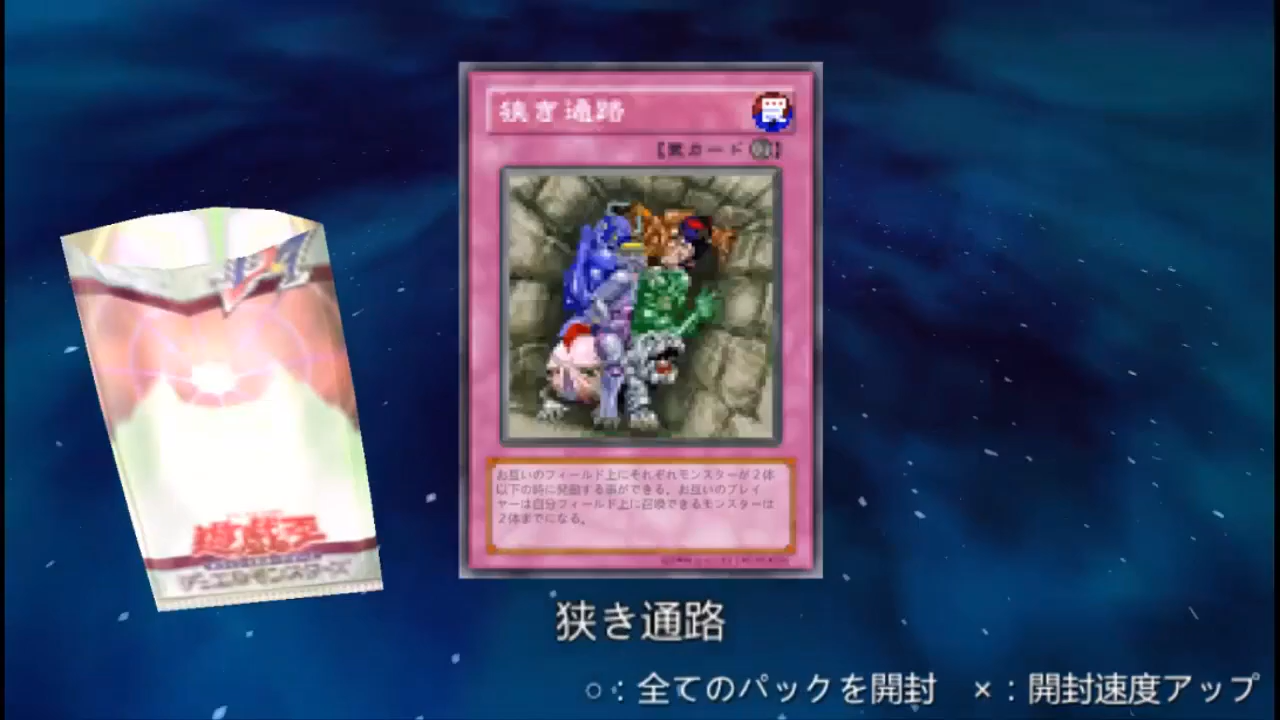 狭き通路
罠
【罠カード】
お互いのフィールド上にそれぞれモンスターが２体
以下の時に発動する事ができる。お互いのプレイ
ヤーは自分フィールド上に召喚できるモンスターは
２体までになる。
遊戯王
デュエルモンスターズ
狭き通路
○：全てのパックを開封　×：開封速度アップ